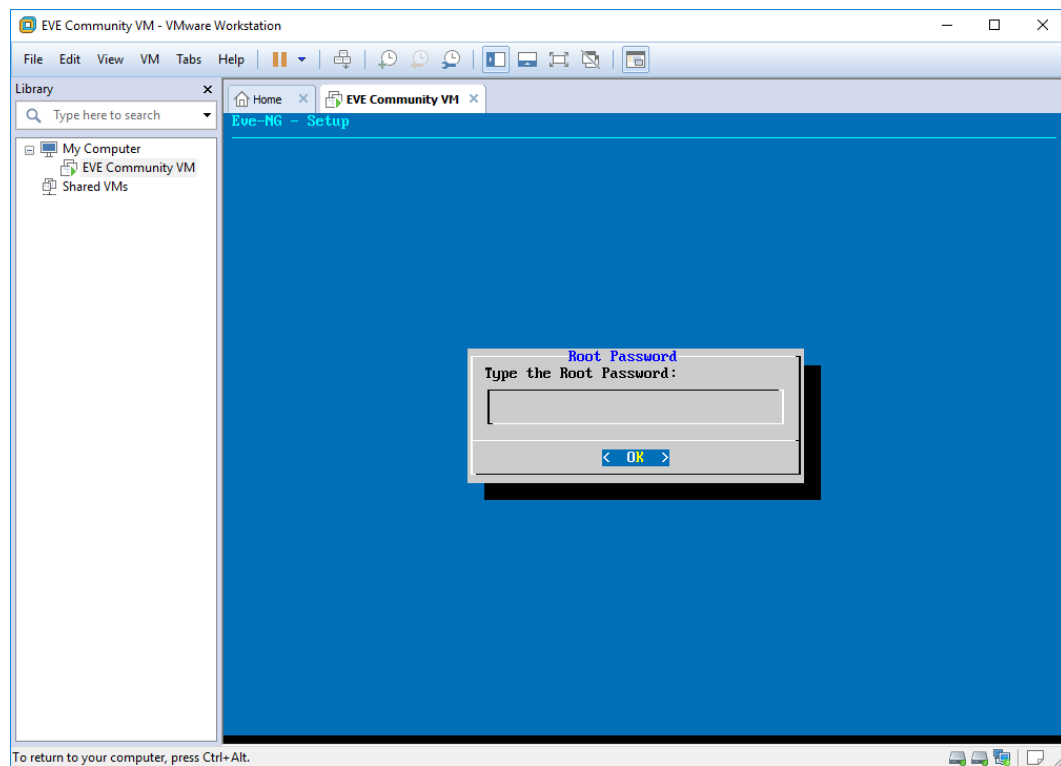 EVE Community VM - VMware Workstation
File Edit View VM Tabs Help
Library
Type here to search
My Computer
EVE Community VM
Shared VMs
Home
EVE Community VM
Eve-NG - Setup
Root Password
Type the Root Password:
< OK >
To return to your computer, press Ctrl+Alt.